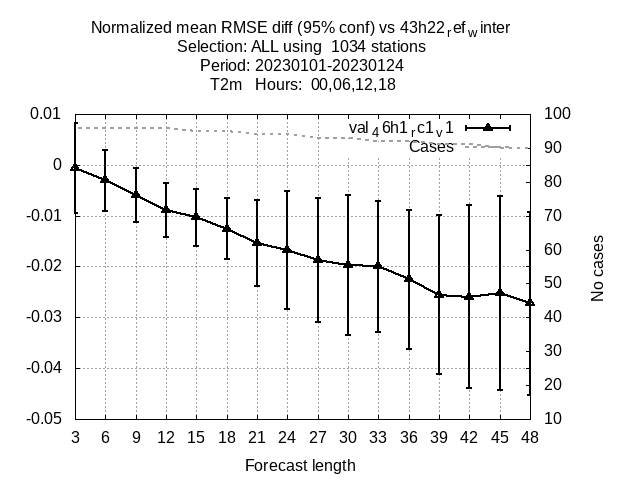 Normalized mean RMSE diff (95% conf) vs 43h22refwinter
Selection: ALL using  1034 stations
Period: 20230101-20230124
T2m   Hours:  00,06,12,18
0.01
0
-0.01
-0.02
-0.03
-0.04
-0.05
100
90
80
70
60
50
40
30
20
10
val46h1rc1v1
Cases
No cases
3 6 9 12 15 18 21 24 27 30 33 36 39 42 45 48
Forecast length